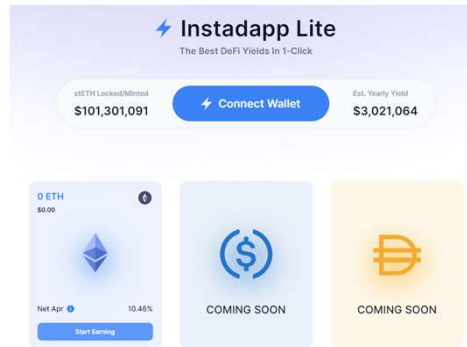 Instadapp Lite
The Best DeFi Yields In 1-Click
stETH Locked/Minted
$101,301,091
Connect Wallet
Est. Yearly Yield
$3,021,064
0 ETH
$0.00
Net Apr 10.46%
Start Earning
COMING SOON
COMING SOON